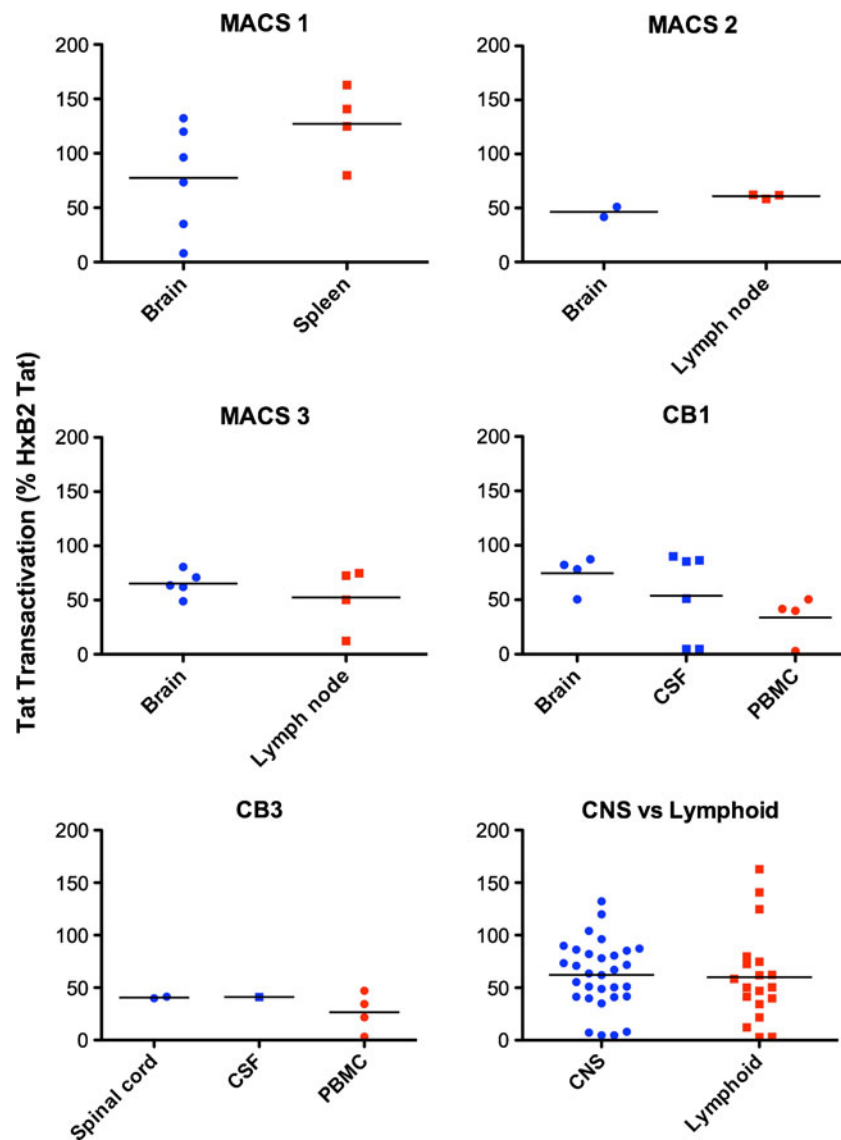 MACS 1
200
150
100
50
0
Brain
Spleen
MACS 2
200
150
100
50
0
Brain
Lymph node
Tat Transactivation (% HxB2 Tat)
MACS 3
200
150
100
50
0
Brain
Lymph node
CB1
200
150
100
50
0
Brain
CSF
PBMC
CB3
200
150
100
50
0
Spinal cord
CSF
PBMC
CNS vs Lymphoid
200
150
100
50
0
CNS
Lymphoid